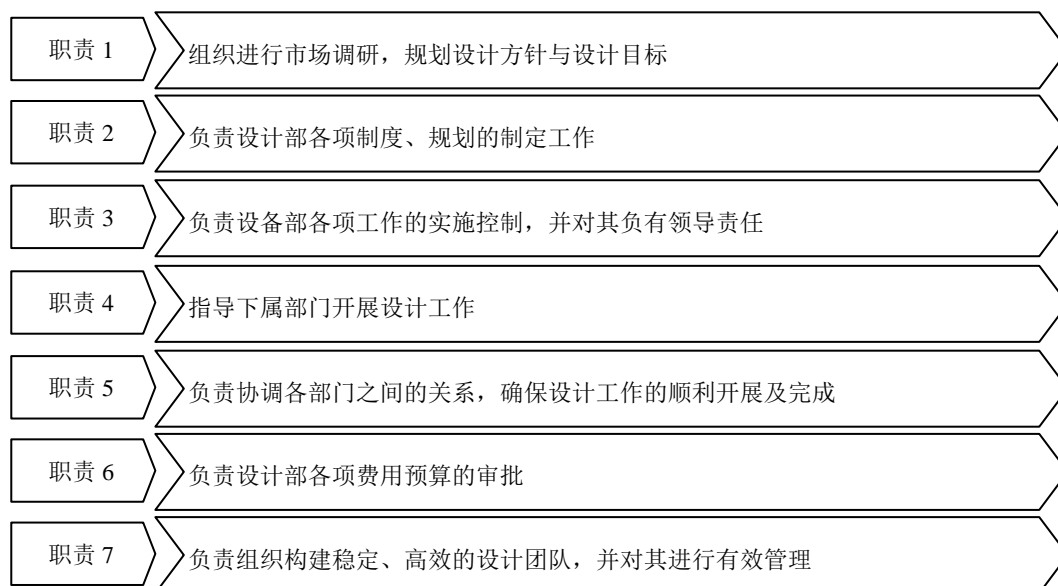 职责 1 组织进行市场调研，规划设计方针与设计目标
职责 2 负责设计部各项制度、规划的制定工作
职责 3 负责设备部各项工作的实施控制，并对其负有领导责任
职责 4 指导下属部门开展设计工作
职责 5 负责协调各部门之间的关系，确保设计工作的顺利开展及完成
职责 6 负责设计部各项费用预算的审批
职责 7 负责组织构建稳定、高效的设计团队，并对其进行有效管理